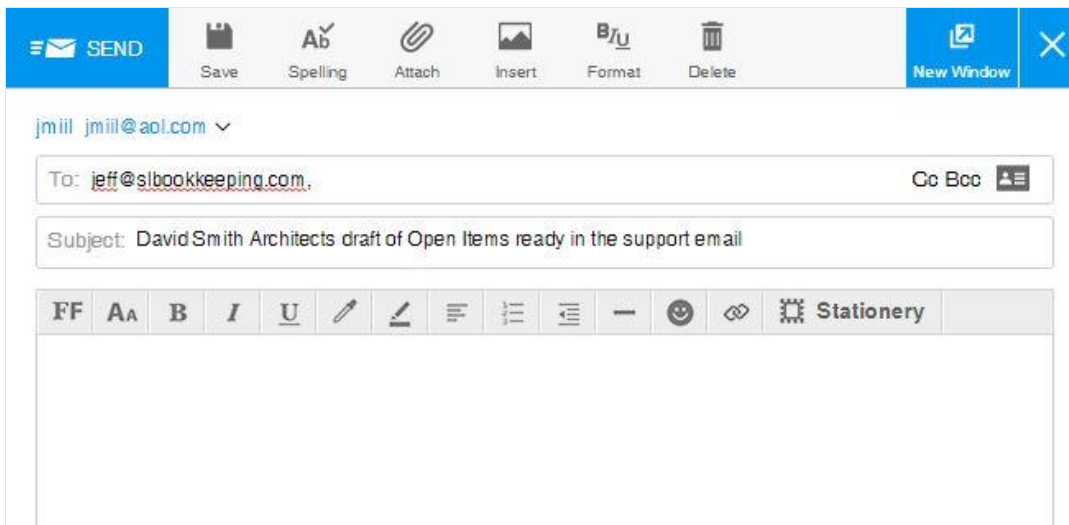 SEND
Save Spelling Attach Insert Format Delete New Window
jmiil jmiil@aol.com
To: jeff@slbookkeeping.com, Cc Bcc
Subject: David Smith Architects draft of Open Items ready in the support email
FF AA B I U Stationery